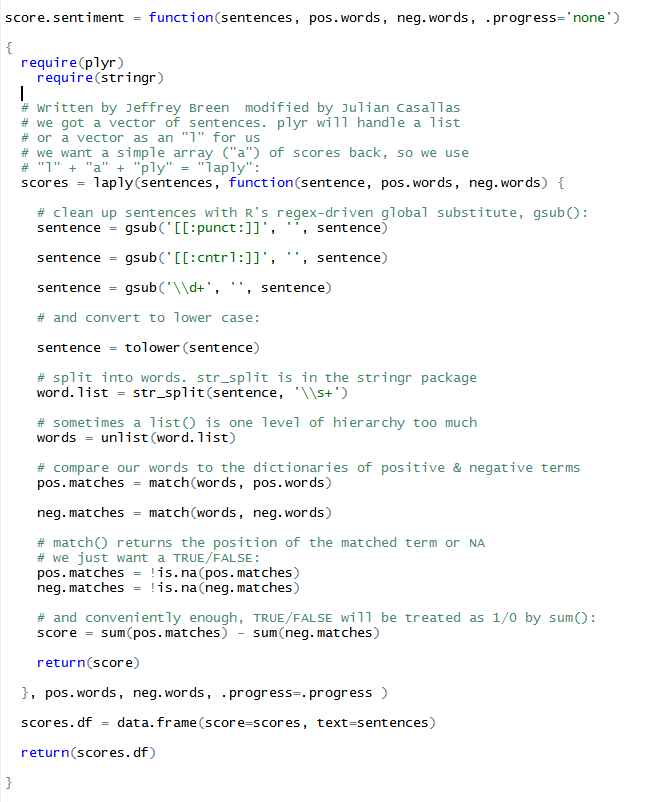 score.sentiment = function(sentences, pos.words, neg.words, .progress='none')
{
require(plyr)
require(stringr)
# Written by Jeffrey Breen  modified by Julian Casallas
# we got a vector of sentences. plyr will handle a list
# or a vector as an "l" for us
# we want a simple array ("a") of scores back, so we use
# "l" + "a" + "ply" = "laply":
scores = laply(sentences, function(sentence, pos.words, neg.words) {
# clean up sentences with R's regex-driven global substitute, gsub():
sentence = gsub('[[:punct:]]', '', sentence)
sentence = gsub('[[:cntrl:]]', '', sentence)
sentence = gsub('\\d+', '', sentence)
# and convert to lower case:
sentence = tolower(sentence)
# split into words. str_split is in the stringr package
word.list = str_split(sentence, '\\s+')
# sometimes a list() is one level of hierarchy too much
words = unlist(word.list)
# compare our words to the dictionaries of positive & negative terms
pos.matches = match(words, pos.words)
neg.matches = match(words, neg.words)
# match() returns the position of the matched term or NA
# we just want a TRUE/FALSE:
pos.matches = !is.na(pos.matches)
neg.matches = !is.na(neg.matches)
# and conveniently enough, TRUE/FALSE will be treated as 1/0 by sum():
score = sum(pos.matches) - sum(neg.matches)
return(score)
}, pos.words, neg.words, .progress=.progress )
scores.df = data.frame(score=scores, text=sentences)
return(scores.df)
}